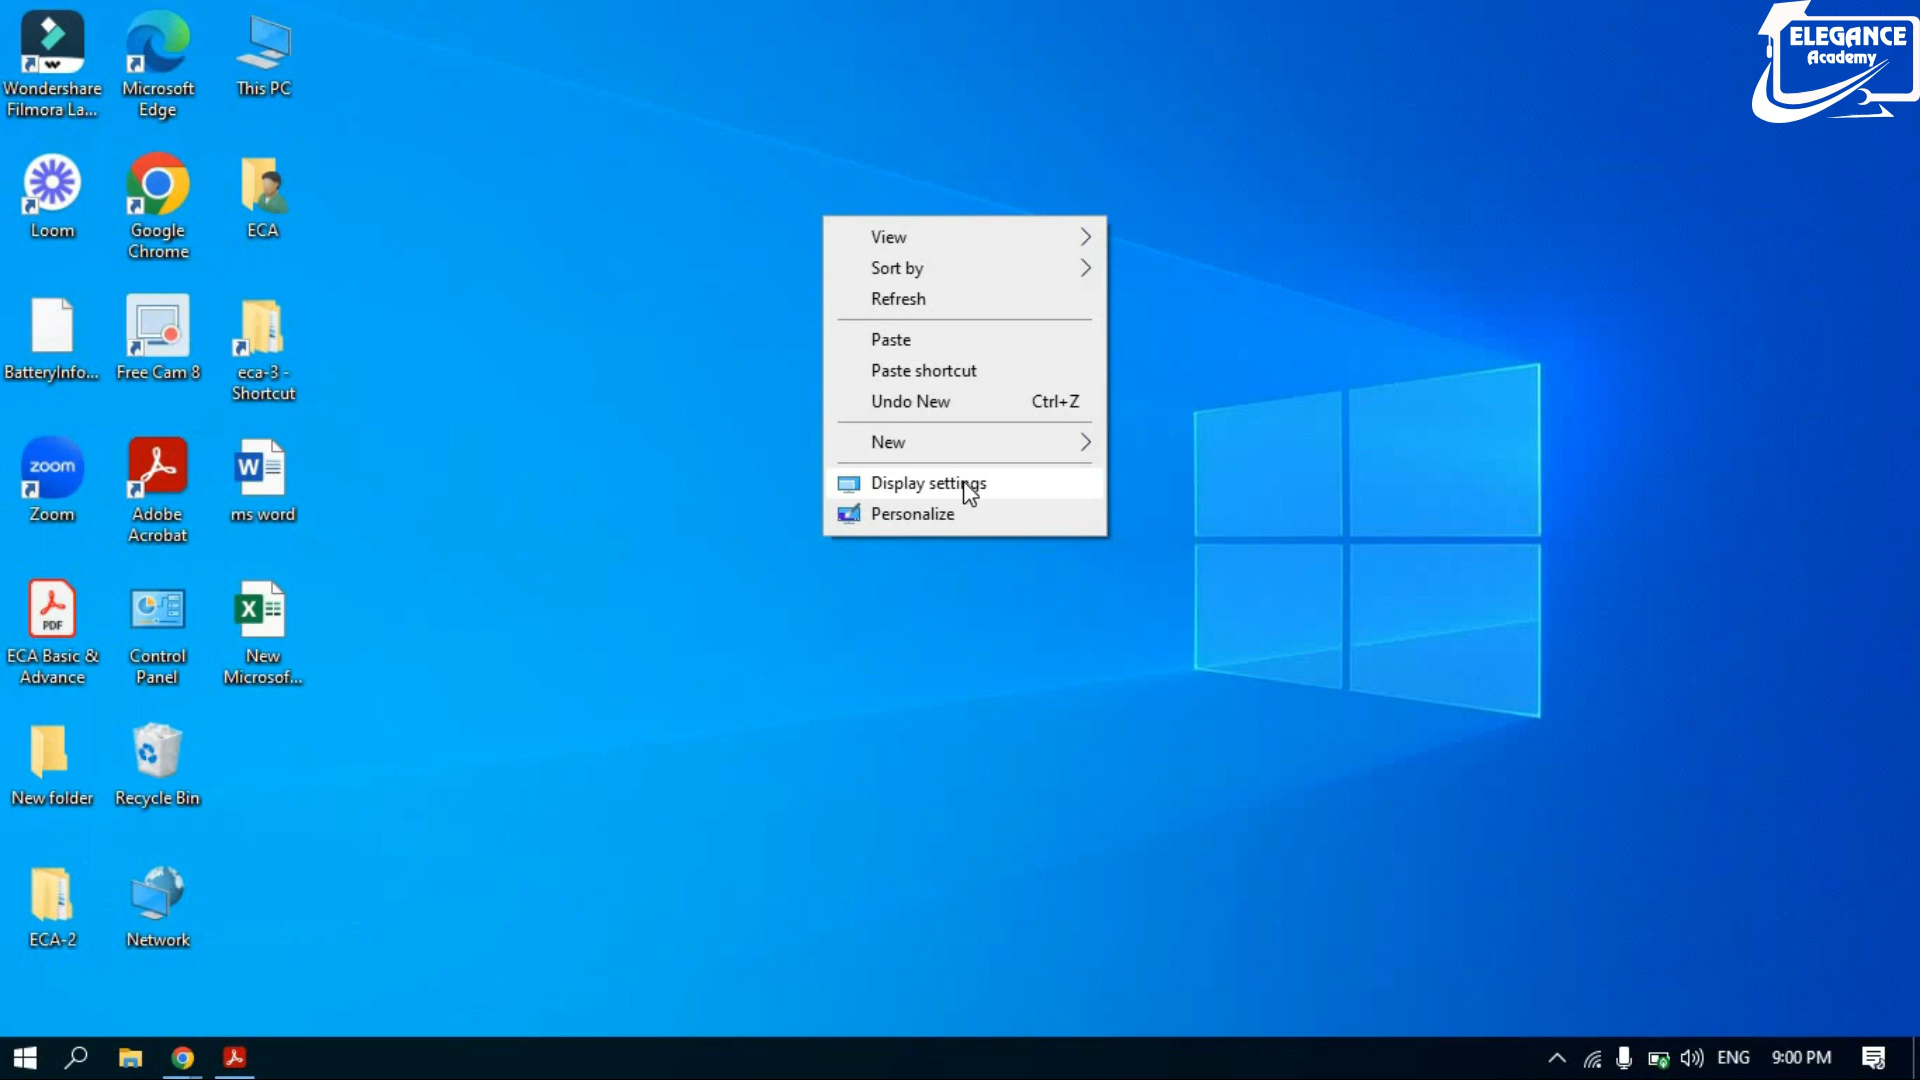 ELEGANCE
Academy
Wondershare
Filmora La...
Microsoft
Edge
This PC
Loom
Google
Chrome
ECA
BatteryInfo...
Free Cam 8
eca-3 -
Shortcut
zoom
Zoom
Adobe
Acrobat
W
ms word
PDF
ECA Basic &
Advance
Control
Panel
X
New
Microsof...
New folder
Recycle Bin
ECA-2
Network
View
Sort by
Refresh
Paste
Paste shortcut
Undo New Ctrl+Z
New
Display settings
Personalize
ENG 9:00 PM